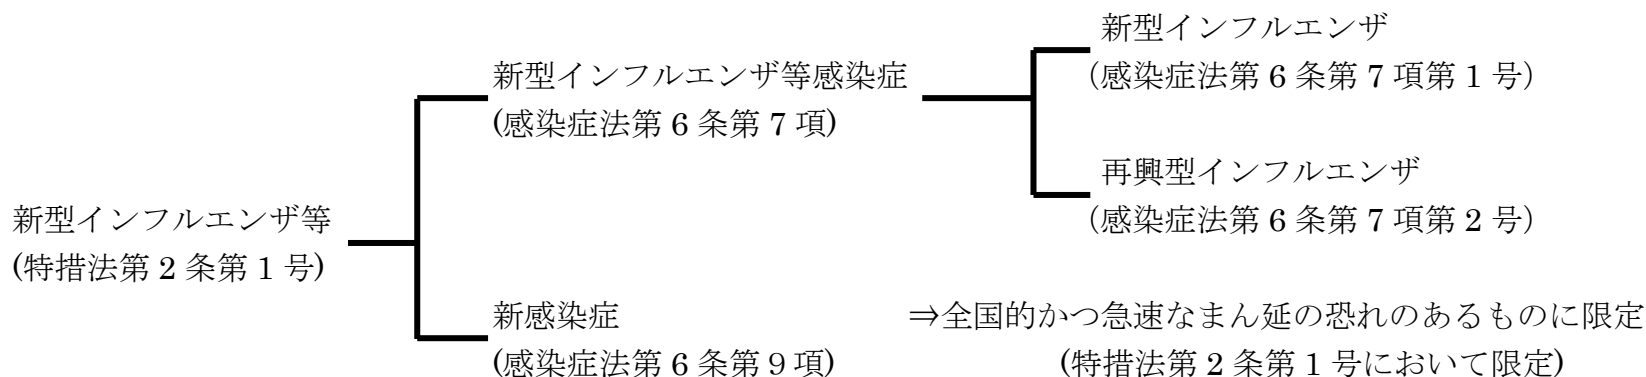 新型インフルエンザ等
(特措法第 2 条第 1 号)
新型インフルエンザ等感染症
(感染症法第 6 条第 7 項)
新型インフルエンザ
(感染症法第 6 条第 7 項第 1 号)
再興型インフルエンザ
(感染症法第 6 条第 7 項第 2 号)
新感染症
(感染症法第 6 条第９項)
⇒全国的かつ急速なまん延の恐れのあるものに限定
(特措法第 2 条第 1 号において限定)